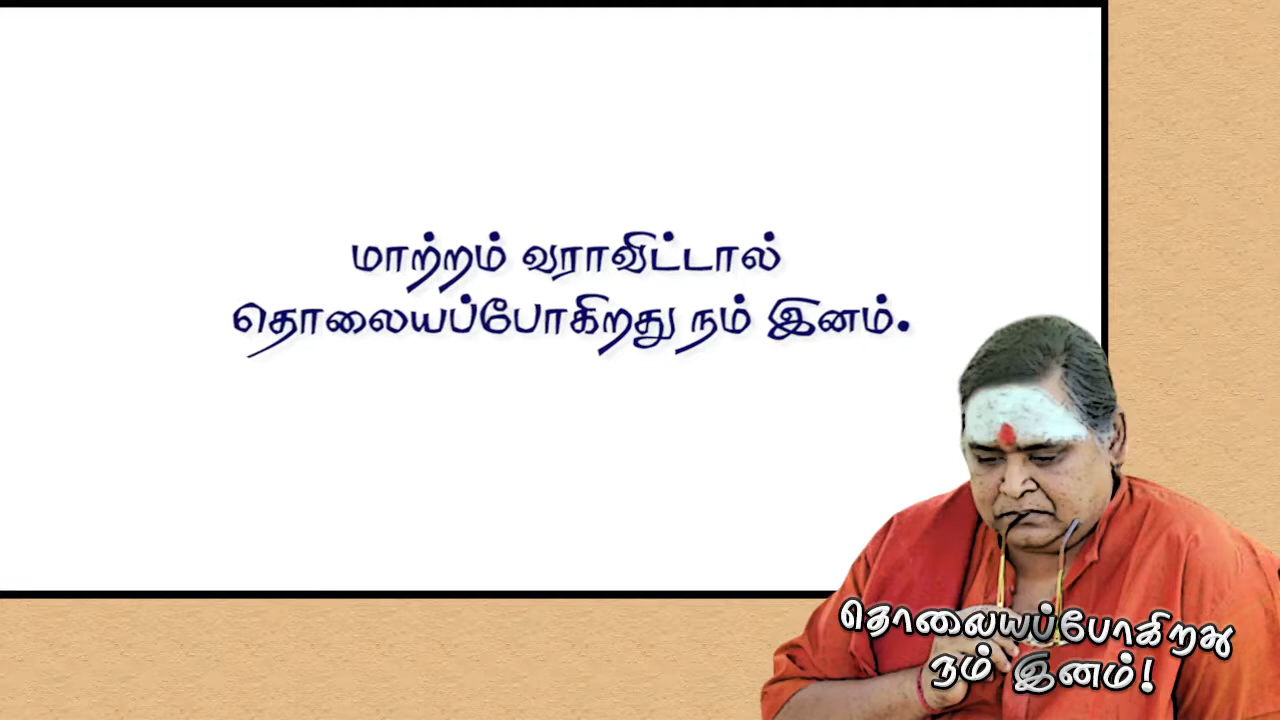 மாற்றம் வராவிட்டால்
தொலையப்போகிறது நம் இனம்.
தொலையப்போகிறது
நம் இனம்!